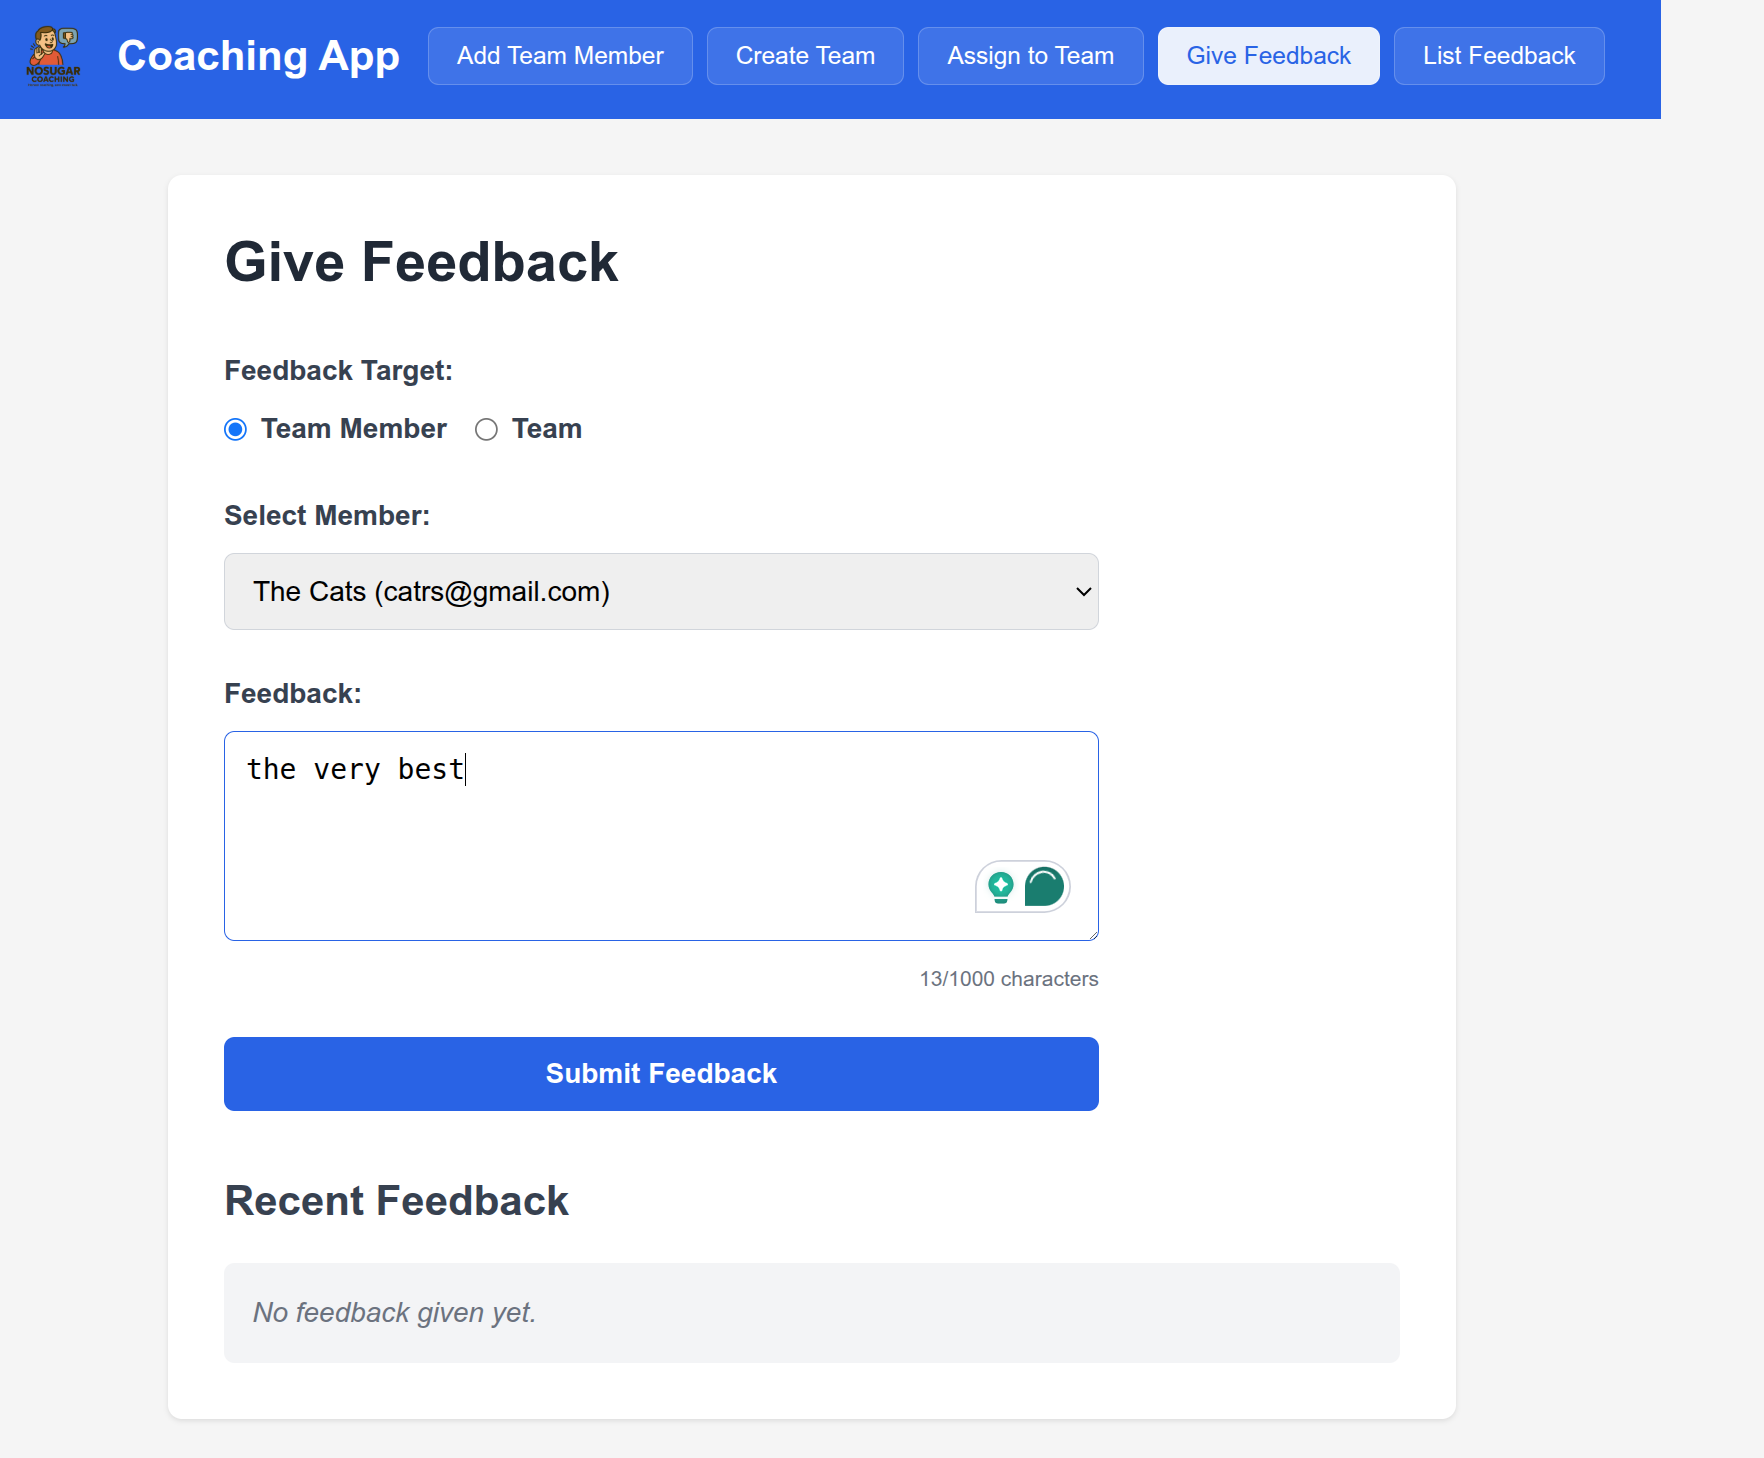 NOSUGAR
COACHING
Coaching App
Add Team Member
Create Team
Assign to Team
Give Feedback
List Feedback
Give Feedback
Feedback Target:
Team Member
Team
Select Member:
The Cats (catrs@gmail.com)
Feedback:
the very best
13/1000 characters
Submit Feedback
Recent Feedback
No feedback given yet.